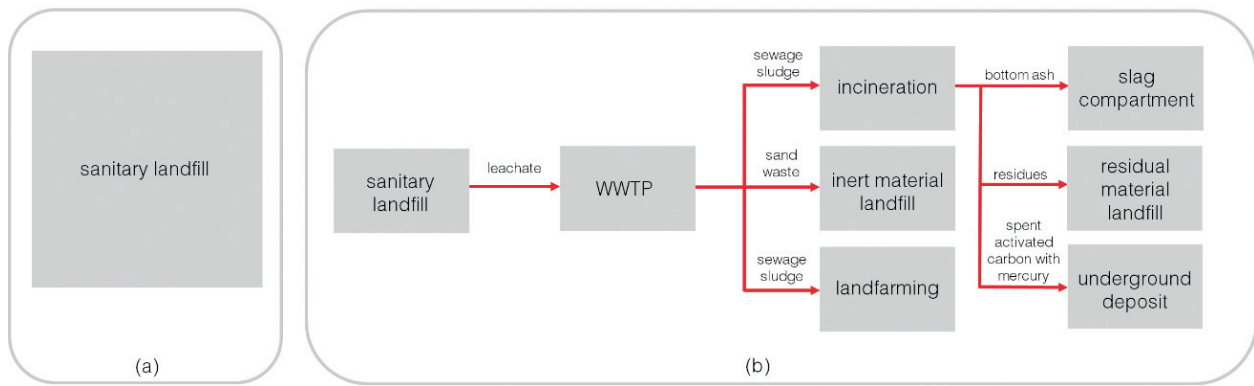 sanitary landfill
(a)
sanitary
landfill
leachate
WWTP
sewage
sludge
sand
waste
sewage
sludge
incineration
inert material
landfill
landfarming
bottom ash
residues
spent
activated
carbon with
mercury
slag
compartment
residual
material
landfill
underground
deposit
(b)